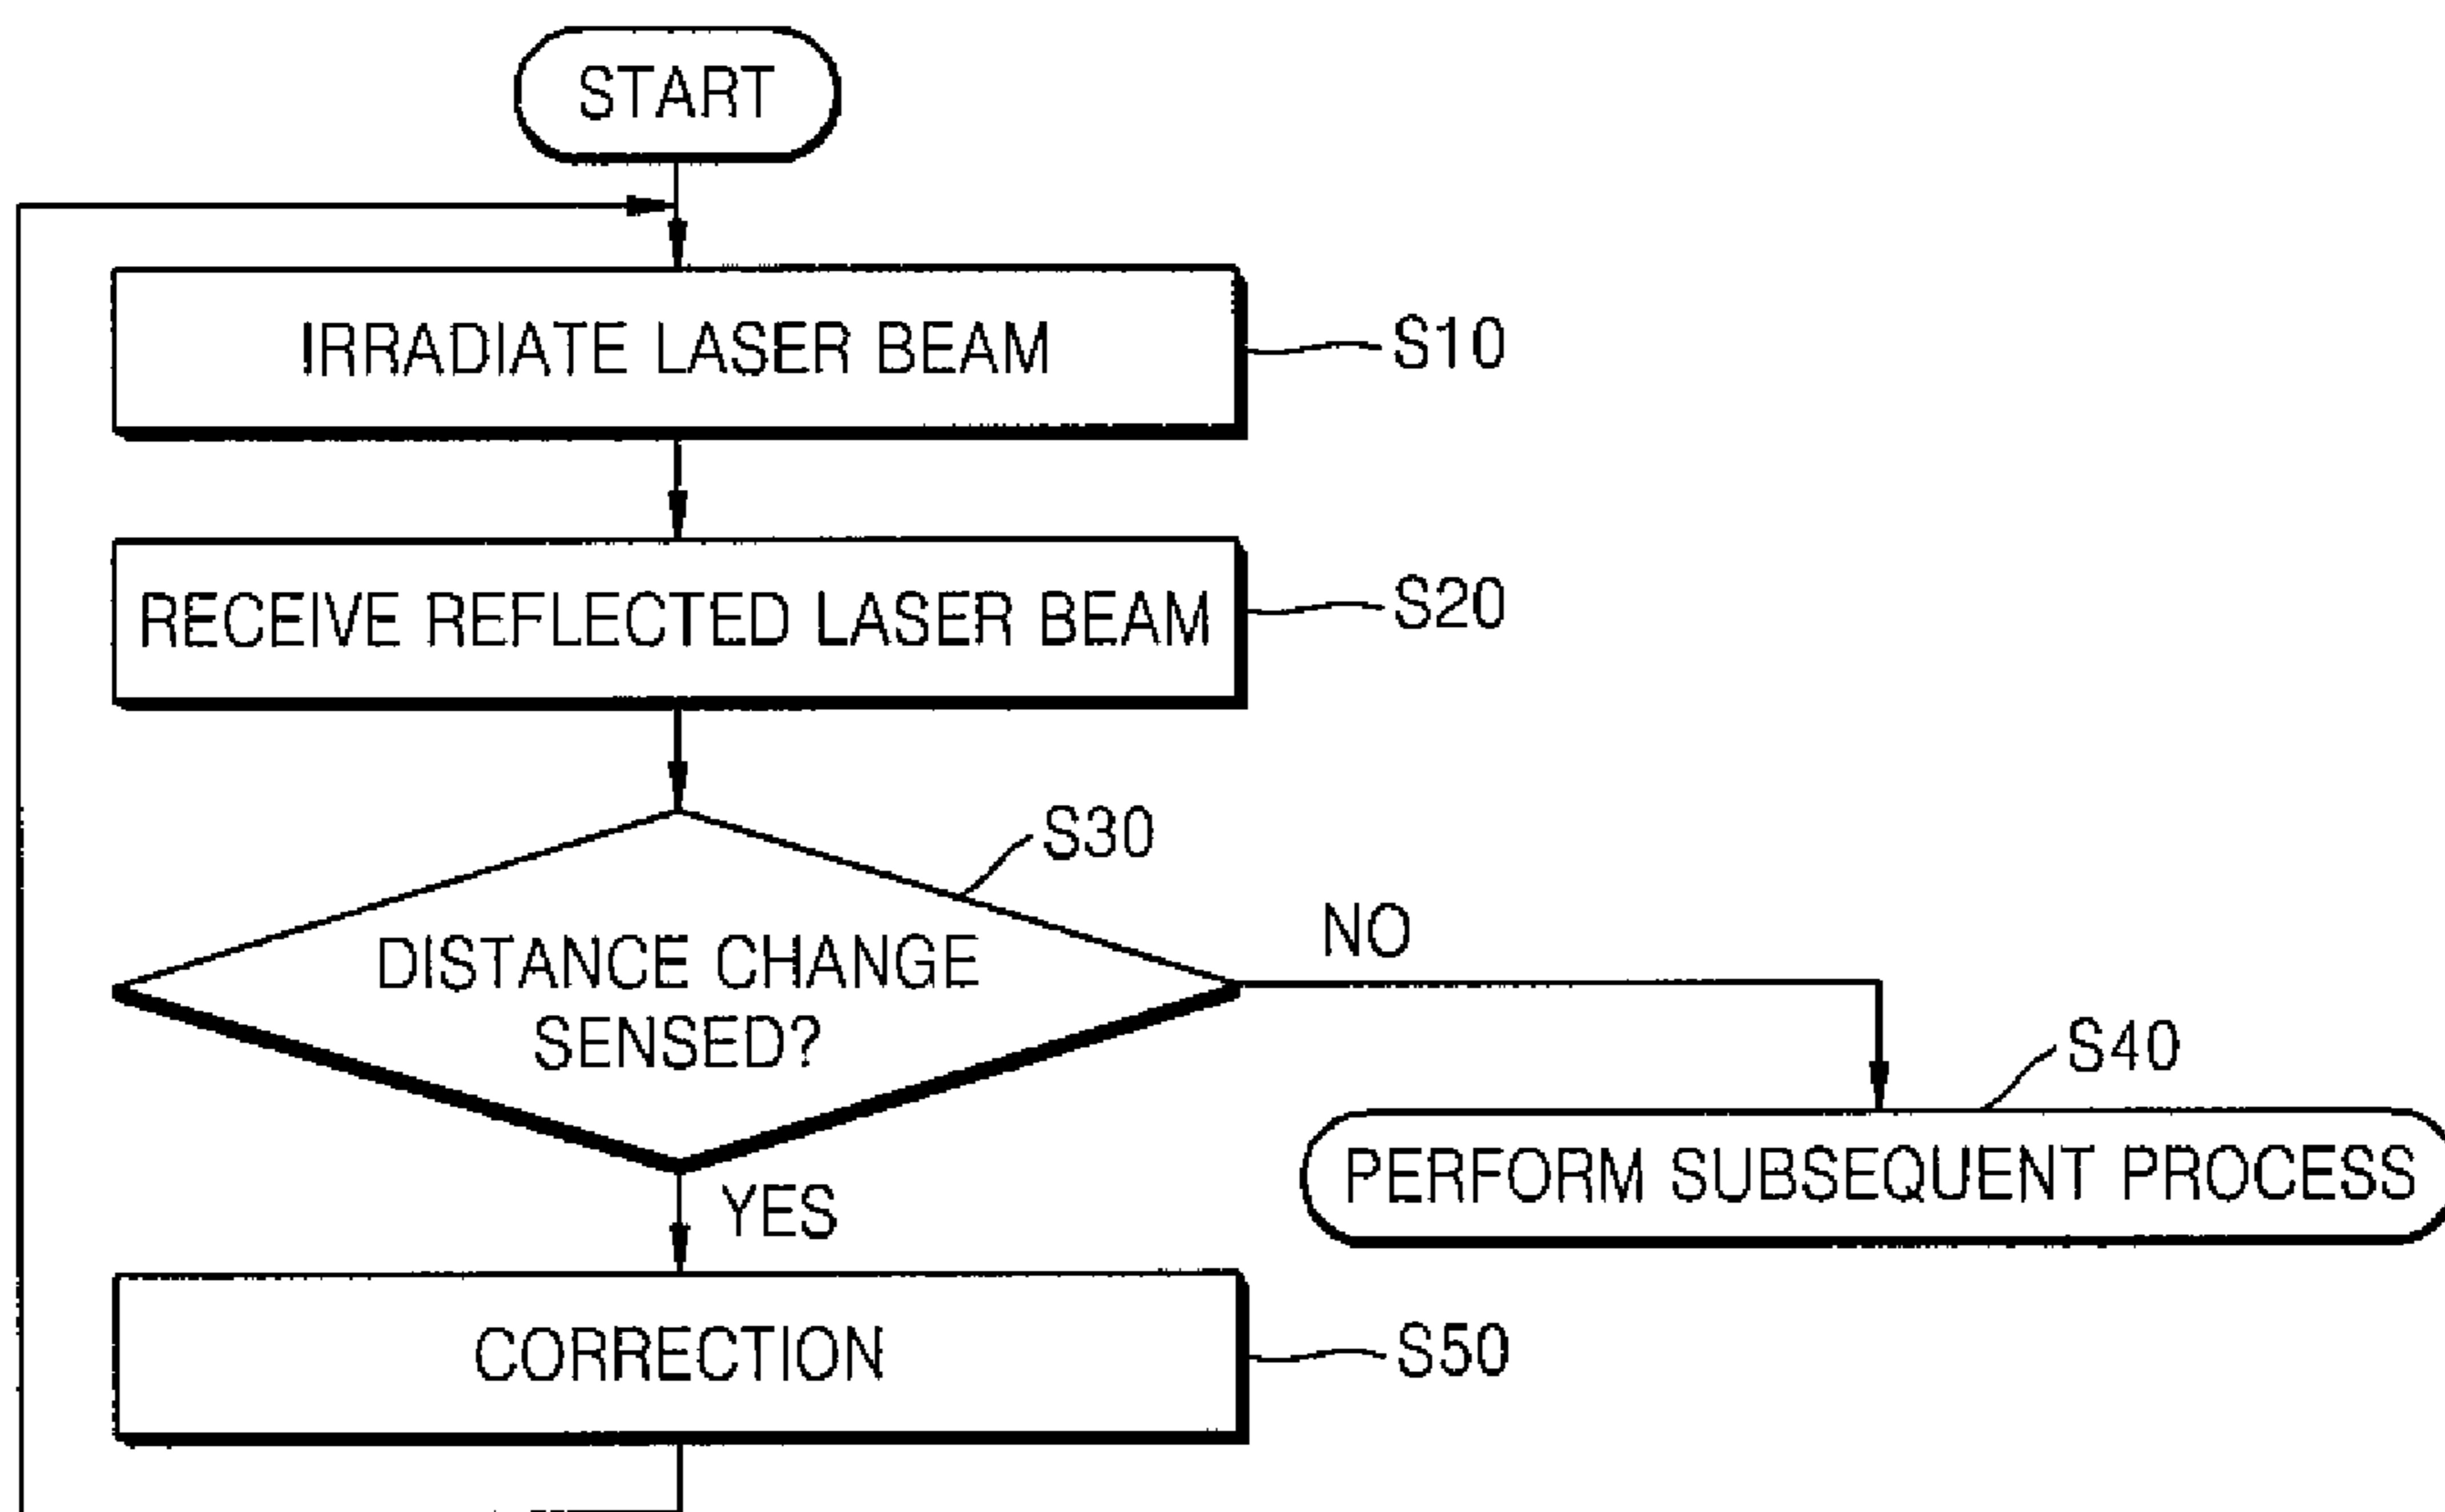 START
IRRADIATE LASER BEAM
S10
RECEIVE REFLECTED LASER BEAM
S20
S30
DISTANCE CHANGE
SENSED?
NO
S40
PERFORM SUBSEQUENT PROCESS
YES
CORRECTION
S50